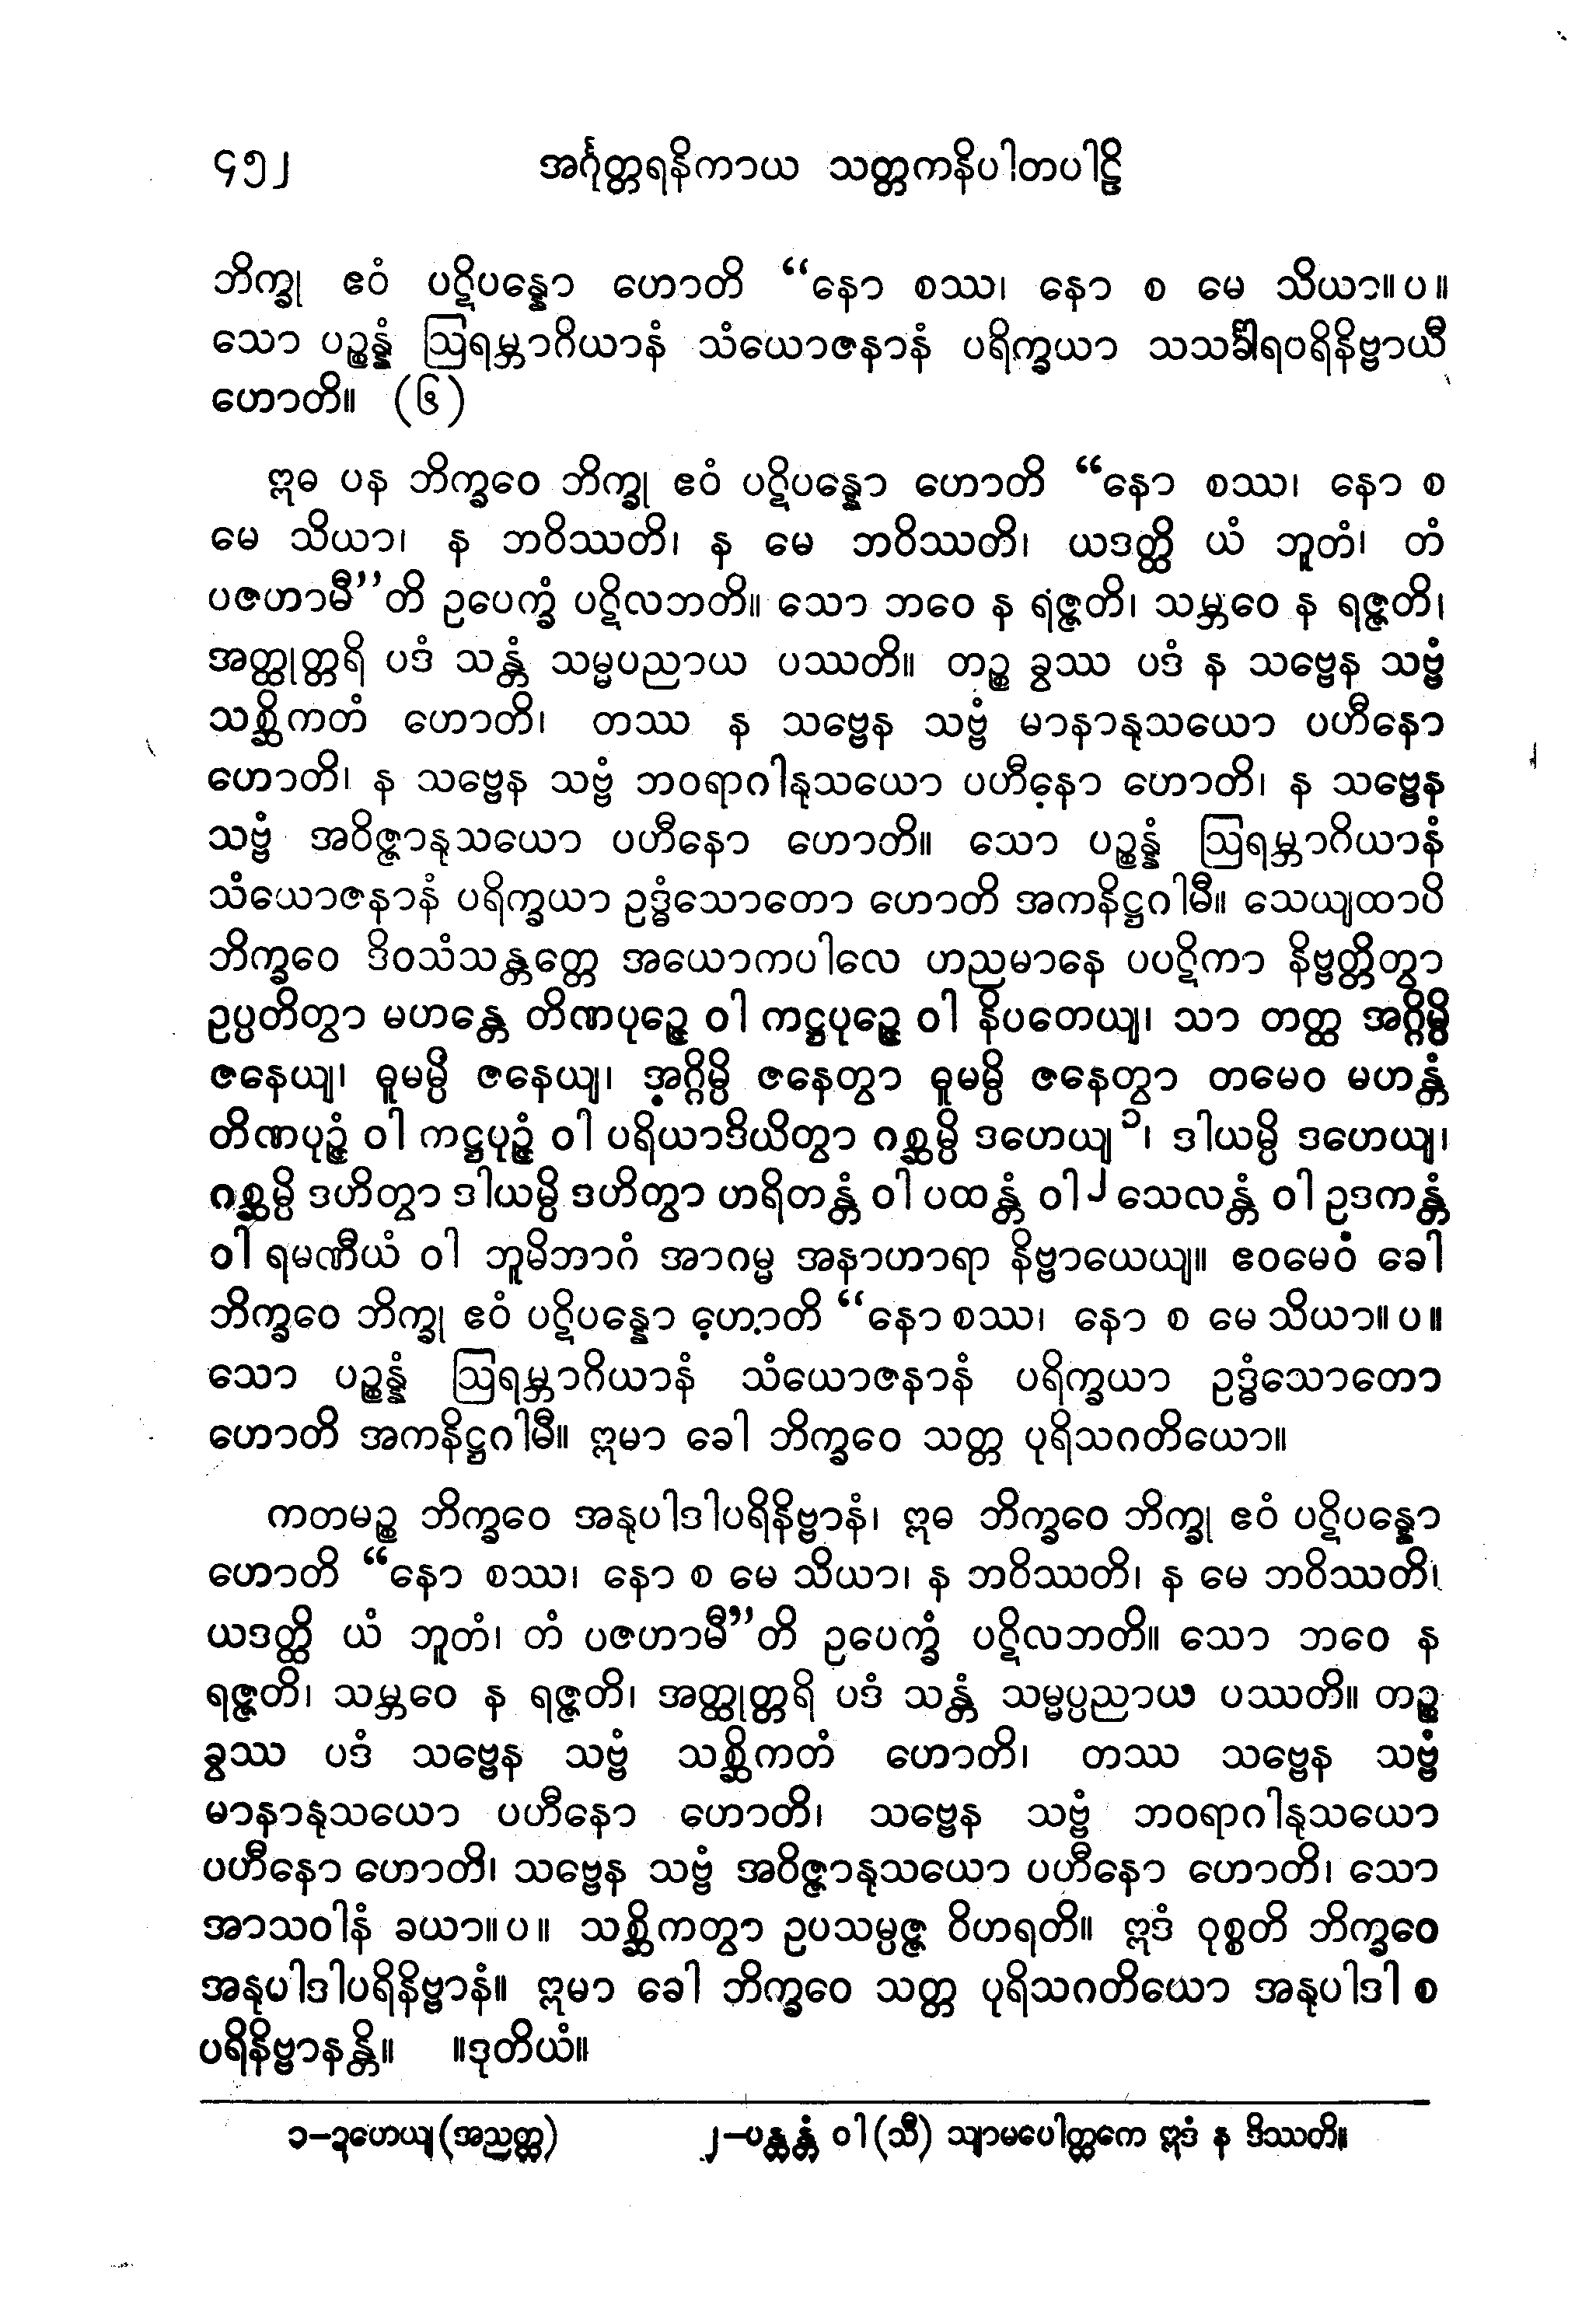 ၄၅၂ အင်္ဂုတ္တရနိကာယ သတ္တကနိပါတပါဠိ
ဘိက္ခု ဧဝံ ပဋိပန္နော ဟောတိ “နော စဿ၊ နော စ မေ သိယာ။ပ။
သော ပဉ္စန္နံ ဩရမ္ဘာဂိယာနံ သံယောဇနာနံ ပရိက္ခယာ သသင်္ခါရပရိနိဗ္ဗာယီ
ဟောတိ။ (၆)
ဣဓ ပန ဘိက္ခဝေ ဘိက္ခု ဧဝံ ပဋိပန္နော ဟောတိ “နော စဿ၊ နော စ
မေ သိယာ၊ န ဘဝိဿတိ၊ န မေ ဘဝိဿတိ၊ ယဒတ္ထိ ယံ ဘူတံ၊ တံ
ပဇဟာမီ”တိ ဥပေက္ခံ ပဋိလဘတိ။ သော ဘဝေ န ရဇ္ဇတိ၊ သမ္ဘဝေ န ရဇ္ဇတိ၊
အတ္ထုတ္တရိ ပဒံ သန္တံ သမ္မပညာယ ပဿတိ။ တဉ္စ ခွဿ ပဒံ န သဗ္ဗေန သဗ္ဗံ
သစ္ဆိကတံ ဟောတိ၊ တဿ န သဗ္ဗေန သဗ္ဗံ မာနာနုသယော ပဟီနော
ဟောတိ၊ န သဗ္ဗေန သဗ္ဗံ ဘဝရာဂါနုသယော ပဟီနော ဟောတိ၊ န သဗ္ဗေန
သဗ္ဗံ အဝိဇ္ဇာနုသယော ပဟီနော ဟောတိ။ သော ပဉ္စန္နံ ဩရမ္ဘာဂိယာနံ
သံယောဇနာနံ ပရိက္ခယာ ဥဒ္ဓံသောတော ဟောတိ အကနိဋ္ဌဂါမီ။ သေယျထာပိ
ဘိက္ခဝေ ဒိဝသံသန္တတ္တေ အယောကပါလေ ဟညမာနေ ပပဋိကာ နိဗ္ဗတ္တိတွာ
ဥပ္ပတိတွာ မဟန္တေ တိဏပုဉ္ဇေ ဝါ ကဋ္ဌပုဉ္ဇေ ဝါ နိပတေယျ၊ သာ တတ္ထ အဂ္ဂိမ္ပိ
ဇနေယျ၊ ဓူမမ္ပိ ဇနေယျ၊ အဂ္ဂိမ္ပိ ဇနေတွာ ဓူမမ္ပိ ဇနေတွာ တမေဝ မဟန္တံ
တိဏပုဉ္ဇံ ဝါ ကဋ္ဌပုဉ္ဇံ ဝါ ပရိယာဒိယိတွာ ဂစ္ဆမ္ပိ ဒဟေယျ ၁၊ ဒါယမ္ပိ ဒဟေယျ၊
ဂစ္ဆမ္ပိ ဒဟိတွာ ဒါယမ္ပိ ဒဟိတွာ ဟရိတန္တံ ဝါ ပထန္တံ ဝါ ၂ သေလန္တံ ဝါ ဥဒကန္တံ
ဝါ ရမဏီယံ ဝါ ဘူမိဘာဂံ အာဂမ္မ အနာဟာရာ နိဗ္ဗာယေယျ။ ဧဝမေဝံ ခေါ
ဘိက္ခဝေ ဘိက္ခု ဧဝံ ပဋိပန္နော ဟောတိ “နော စဿ၊ နော စ မေ သိယာ။ပ။
သော ပဉ္စန္နံ ဩရမ္ဘာဂိယာနံ သံယောဇနာနံ ပရိက္ခယာ ဥဒ္ဓံသောတော
ဟောတိ အကနိဋ္ဌဂါမီ။ ဣမာ ခေါ ဘိက္ခဝေ သတ္တ ပုရိသဂတိယော။
ကတမဉ္စ ဘိက္ခဝေ အနုပါဒါပရိနိဗ္ဗာနံ၊ ဣဓ ဘိက္ခဝေ ဘိက္ခု ဧဝံ ပဋိပန္နော
ဟောတိ “နော စဿ၊ နော စ မေ သိယာ၊ န ဘဝိဿတိ၊ န မေ ဘဝိဿတိ၊
ယဒတ္ထိ ယံ ဘူတံ၊ တံ ပဇဟာမီ”တိ ဥပေက္ခံ ပဋိလဘတိ။ သော ဘဝေ န
ရဇ္ဇတိ၊ သမ္ဘဝေ န ရဇ္ဇတိ၊ အတ္ထုတ္တရိ ပဒံ သန္တံ သမ္မပ္ပညာယ ပဿတိ။ တဉ္စ
ခွဿ ပဒံ သဗ္ဗေန သဗ္ဗံ သစ္ဆိကတံ ဟောတိ၊ တဿ သဗ္ဗေန သဗ္ဗံ
မာနာနုသယော ပဟီနော ဟောတိ၊ သဗ္ဗေန သဗ္ဗံ ဘဝရာဂါနုသယော
ပဟီနော ဟောတိ၊ သဗ္ဗေန သဗ္ဗံ အဝိဇ္ဇာနုသယော ပဟီနော ဟောတိ၊ သော
အာသဝါနံ ခယာ။ပ။ သစ္ဆိကတွာ ဥပသမ္ပဇ္ဇ ဝိဟရတိ။ ဣဒံ ဝုစ္စတိ ဘိက္ခဝေ
အနုပါဒါပရိနိဗ္ဗာနံ။ ဣမာ ခေါ ဘိက္ခဝေ သတ္တ ပုရိသဂတိယော အနုပါဒါ စ
ပရိနိဗ္ဗာနန္တိ။ ။ဒုတိယံ။
၁–ဍဟေယျ(အညတ္ထ) ၂–ပန္ထန္တံ ဝါ(သီ) သျာမပေါတ္ထကေ ဣဒံ န ဒိဿတိ။